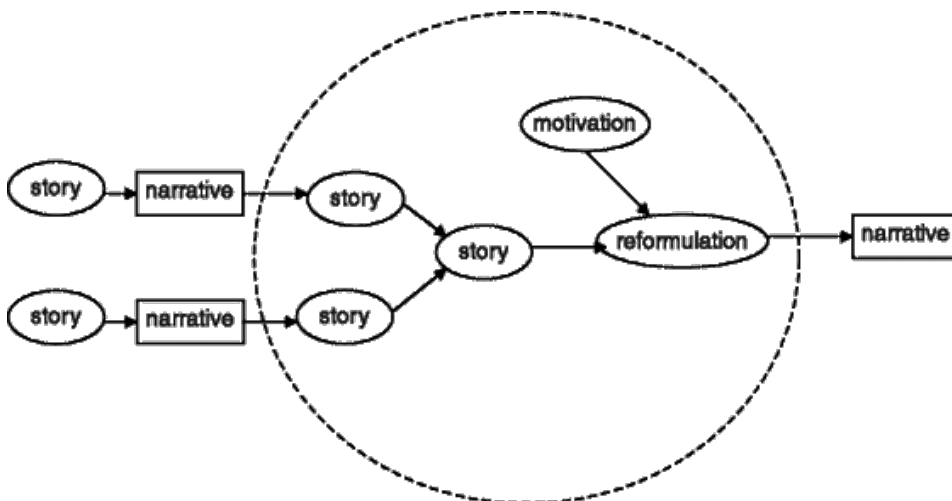 motivation
story
narrative
story
story
reformulation
narrative
story
narrative
story